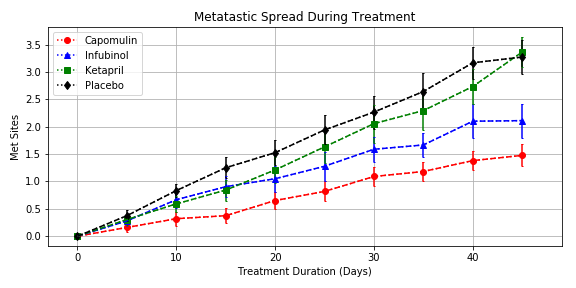 Metatastic Spread During Treatment
Capomulin
Infubinol
Ketapril
Placebo
Met Sites
3.5
3.0
2.5
2.0
1.5
1.0
0.5
0.0
0 10 20 30 40
Treatment Duration (Days)